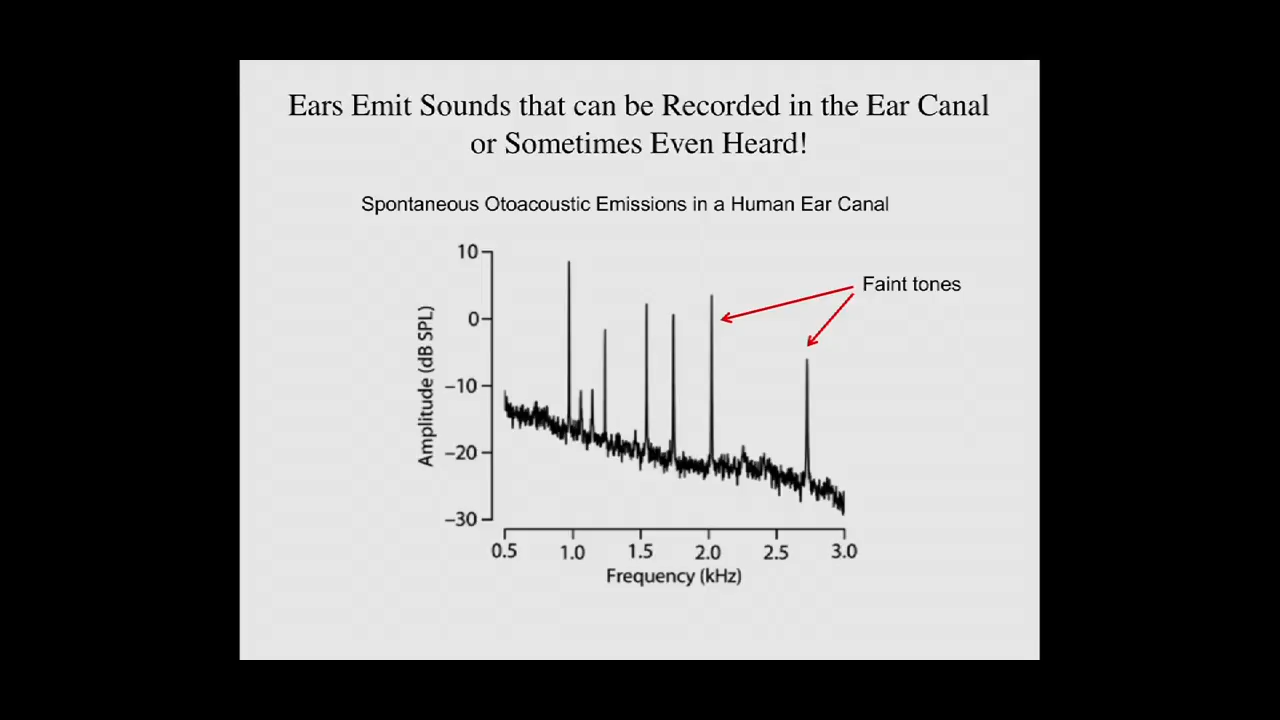 Ears Emit Sounds that can be Recorded in the Ear Canal
or Sometimes Even Heard!
Spontaneous Otoacoustic Emissions in a Human Ear Canal
Faint tones
10
0
−10
−20
−30
Amplitude (dB SPL)
0.5 1.0 1.5 2.0 2.5 3.0
Frequency (kHz)